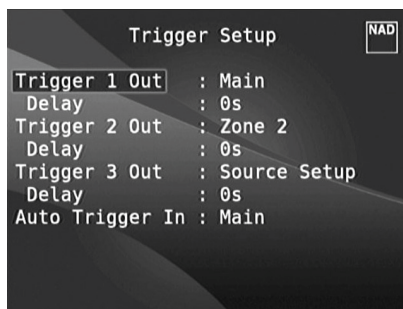 Trigger Setup
NAD
Trigger 1 Out : Main
Delay : 0s
Trigger 2 Out : Zone 2
Delay : 0s
Trigger 3 Out : Source Setup
Delay : 0s
Auto Trigger In : Main